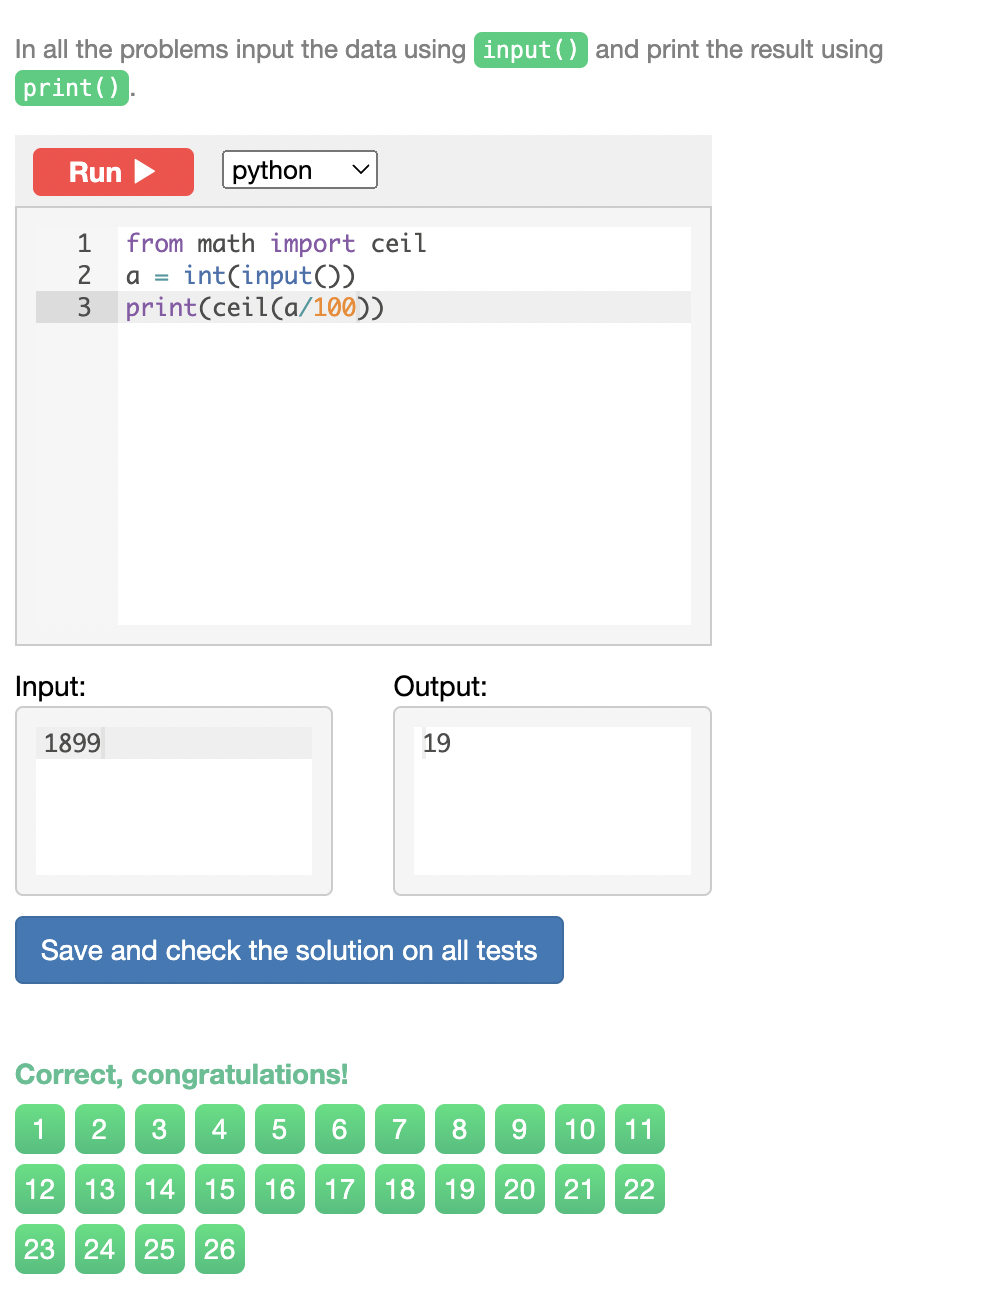 In all the problems input the data using input() and print the result using
print().
Run ▶ python
1 from math import ceil
2 a = int(input())
3 print(ceil(a/100))
Input: Output:
1899 19
Save and check the solution on all tests
Correct, congratulations!
1 2 3 4 5 6 7 8 9 10 11
12 13 14 15 16 17 18 19 20 21 22
23 24 25 26